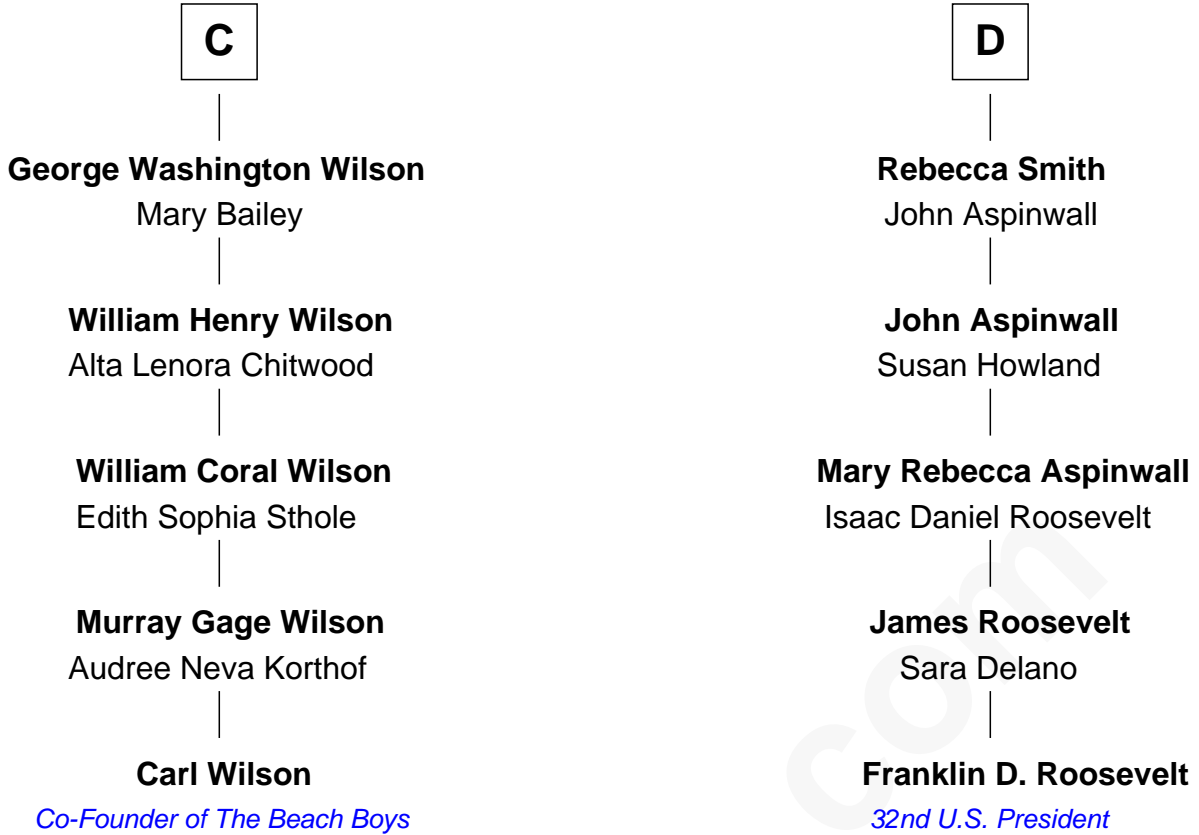 C
George Washington Wilson
Mary Bailey
William Henry Wilson
Alta Lenora Chitwood
William Coral Wilson
Edith Sophia Sthole
Murray Gage Wilson
Audree Neva Korthof
Carl Wilson
Co-Founder of The Beach Boys
D
Rebecca Smith
John Aspinwall
John Aspinwall
Susan Howland
Mary Rebecca Aspinwall
Isaac Daniel Roosevelt
James Roosevelt
Sara Delano
Franklin D. Roosevelt
32nd U.S. President
com